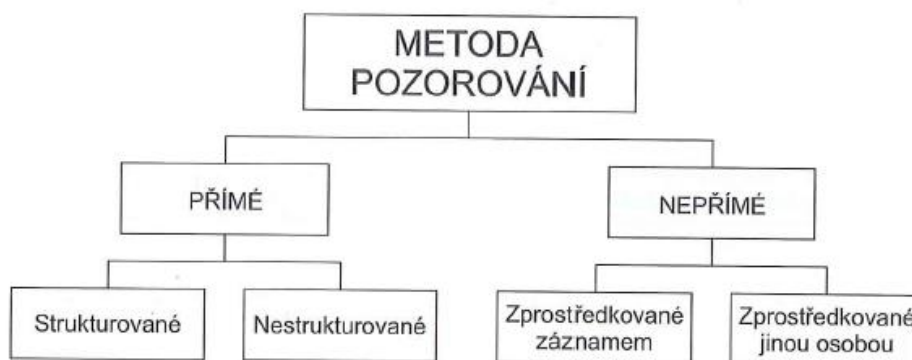 METODA
POZOROVÁNÍ
PŘÍMÉ
NEPŘÍMÉ
Strukturované
Nestrukturované
Zprostředkované
záznamem
Zprostředkované
jinou osobou